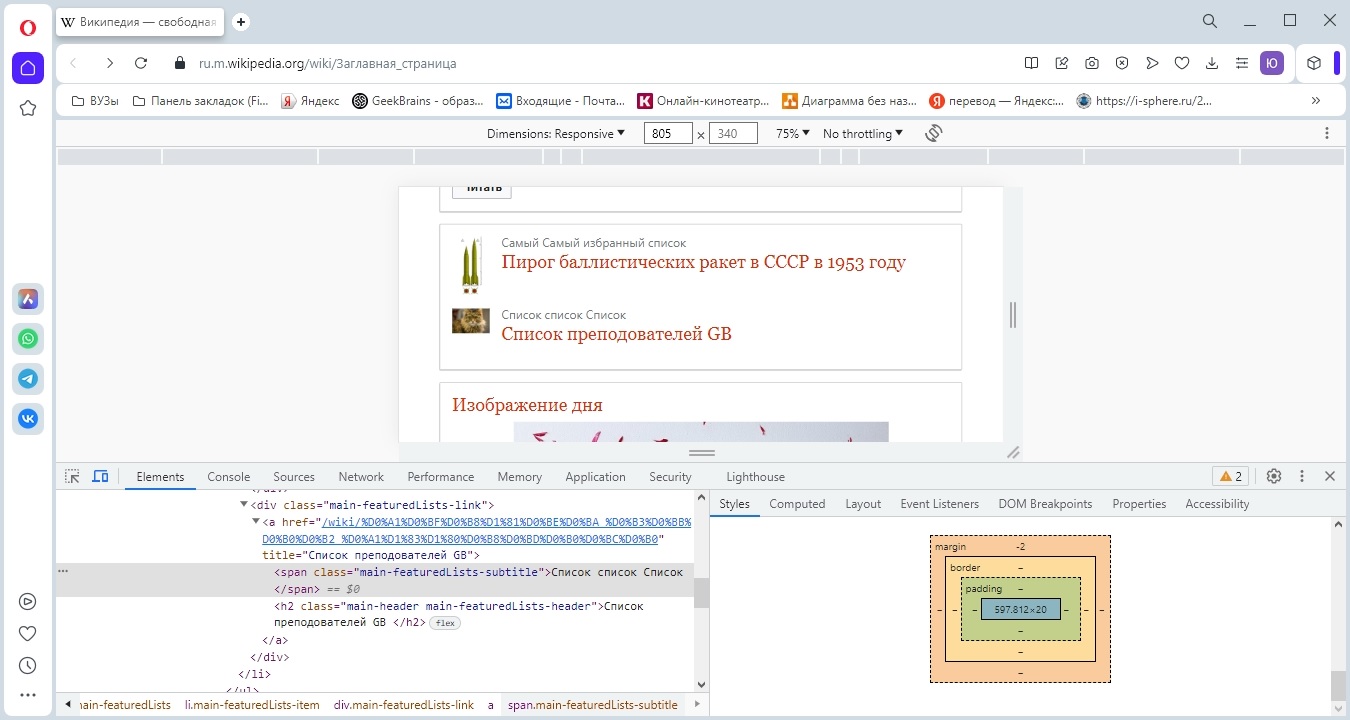 Википедия — свободная
ru.m.wikipedia.org/wiki/Заглавная_страница
Ю
ВУЗы Панель закладок (Fi... Яндекс GeekBrains - образ... Входящие - Почта... Онлайн-кинотеатр... Диаграмма без наз... перевод — Яндекс:... https://i-sphere.ru/2... »
Dimensions: Responsive 805 × 340 75% No throttling
Читать
Самый Самый избранный список
Пирог баллистических ракет в СССР в 1953 году
Список список Список
Список преподователей GB
Изображение дня
Elements Console Sources Network Performance Memory Application Security Lighthouse 2
<div class="main-featuredLists-link">
<a href="/wiki/%D0%A1%D0%BF%D0%B8%D1%81%D0%BE%D0%BA_%D0%B3%D0%BB%
D0%B0%D0%B2_%D0%A1%D1%83%D1%80%D0%B8%D0%BD%D0%B0%D0%BC%D0%B0"
title="Список преподователей GB">
<span class="main-featuredLists-subtitle">Список список Список
</span> == $0
<h2 class="main-header main-featuredLists-header">Список
преподователей GB </h2> flex
</a>
</div>
</li>
</ul>
main-featuredLists li.main-featuredLists-item div.main-featuredLists-link a span.main-featuredLists-subtitle
Styles Computed Layout Event Listeners DOM Breakpoints Properties Accessibility
margin -2
border –
padding –
– – – 597.812×20 – – –
–
–
–